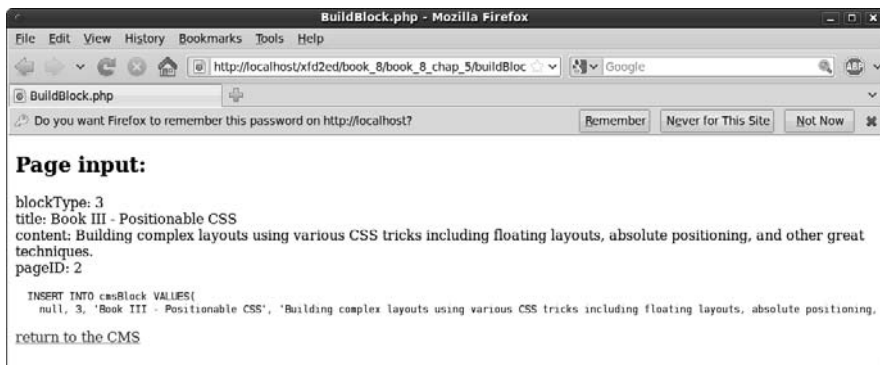 BuildBlock.php - Mozilla Firefox
File Edit View History Bookmarks Tools Help
http://localhost/xfd2ed/book_8/book_8_chap_5/buildBloc
Google
ABP
BuildBlock.php
Do you want Firefox to remember this password on http://localhost?
Remember
Never for This Site
Not Now
Page input:
blockType: 3
title: Book III - Positionable CSS
content: Building complex layouts using various CSS tricks including floating layouts, absolute positioning, and other great
techniques.
pageID: 2
INSERT INTO cmsBlock VALUES(
null, 3, 'Book III - Positionable CSS', 'Building complex layouts using various CSS tricks including floating layouts, absolute positioning,
return to the CMS